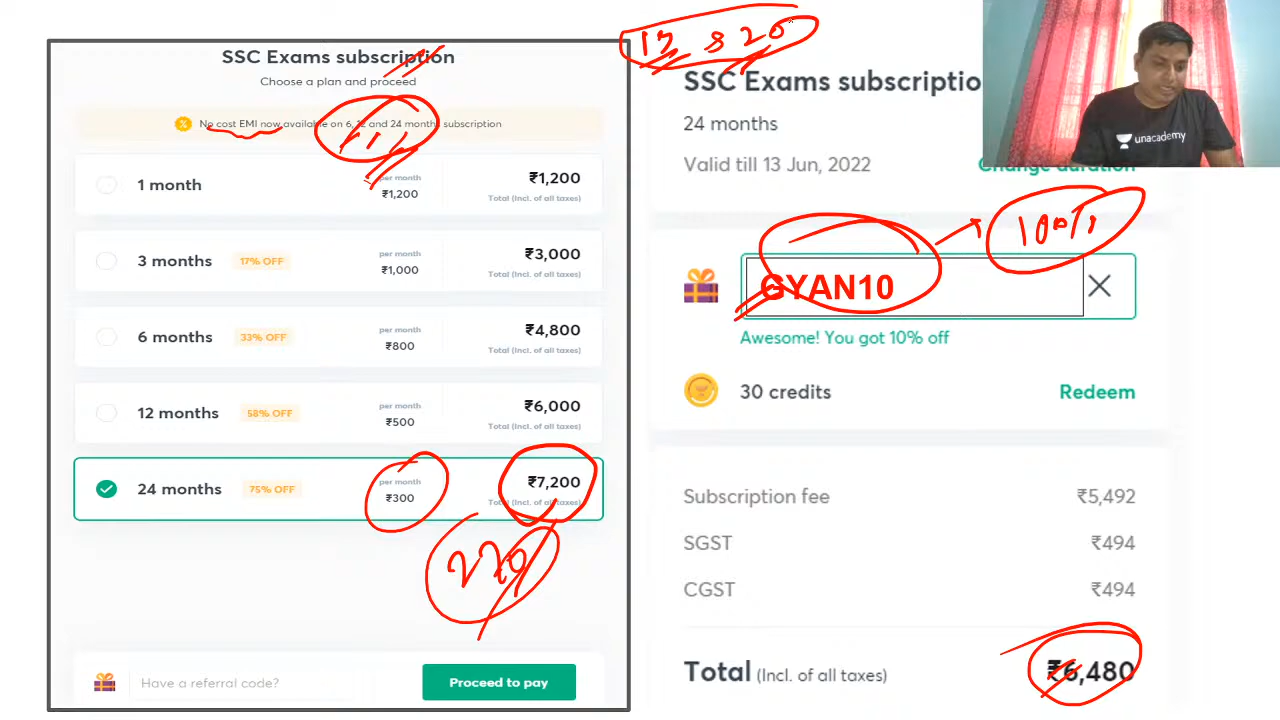 SSC Exams subscription
Choose a plan and proceed
No cost EMI now available on 6, 12 and 24 months subscription
1 month
per month
₹1,200
₹1,200
Total (Incl. of all taxes)
3 months
17% OFF
per month
₹1,000
₹3,000
Total (Incl. of all taxes)
6 months
33% OFF
per month
₹800
₹4,800
Total (Incl. of all taxes)
12 months
58% OFF
per month
₹500
₹6,000
Total (Incl. of all taxes)
24 months
75% OFF
per month
₹300
₹7,200
Total (Incl. of all taxes)
Have a referral code?
Proceed to pay
SSC Exams subscriptio
24 months
Valid till 13 Jun, 2022
Change duration
GYAN10
Awesome! You got 10% off
30 credits
Redeem
Subscription fee
₹5,492
SGST
₹494
CGST
₹494
Total (Incl. of all taxes)
₹6,480
unacademy